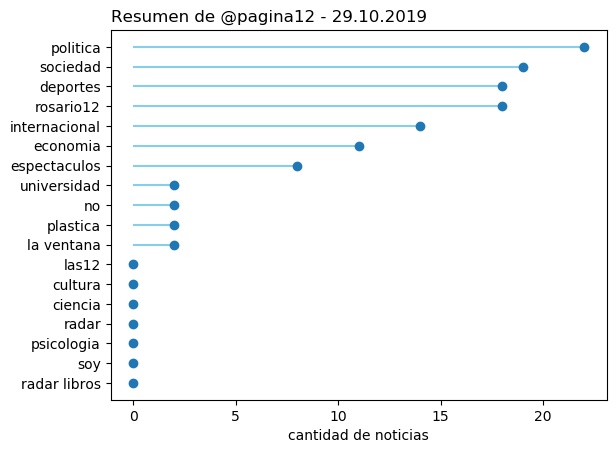 Resumen de @pagina12 - 29.10.2019
politica
sociedad
deportes
rosario12
internacional
economia
espectaculos
universidad
no
plastica
la ventana
las12
cultura
ciencia
radar
psicologia
soy
radar libros
0 5 10 15 20
cantidad de noticias